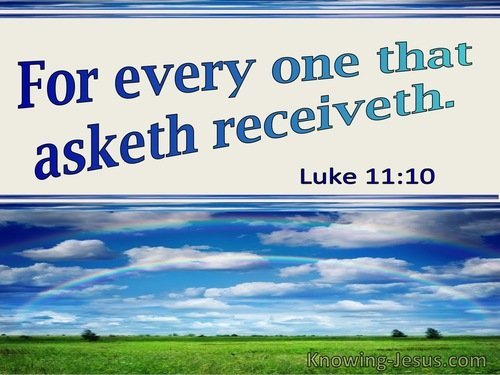 For every one that
asketh receiveth.
Luke 11:10
Knowing-Jesus.com